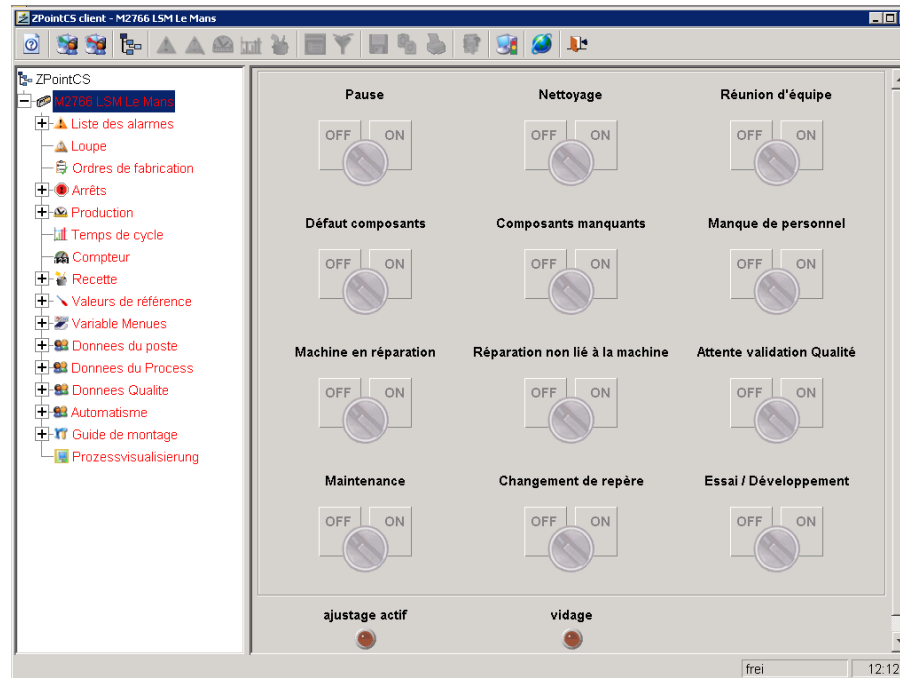 ZPointCS client - M2766 LSM Le Mans
ZPointCS
M2766 LSM Le Mans
Liste des alarmes
Loupe
Ordres de fabrication
Arrêts
Production
Temps de cycle
Compteur
Recette
Valeurs de référence
Variable Menues
Donnees du poste
Donnees du Process
Donnees Qualite
Automatisme
Guide de montage
Prozessvisualisierung
Pause Nettoyage Réunion d'équipe
OFF ON OFF ON OFF ON
Défaut composants Composants manquants Manque de personnel
OFF ON OFF ON OFF ON
Machine en réparation Réparation non lié à la machine Attente validation Qualité
OFF ON OFF ON OFF ON
Maintenance Changement de repère Essai / Développement
OFF ON OFF ON OFF ON
ajustage actif vidage
frei 12:12